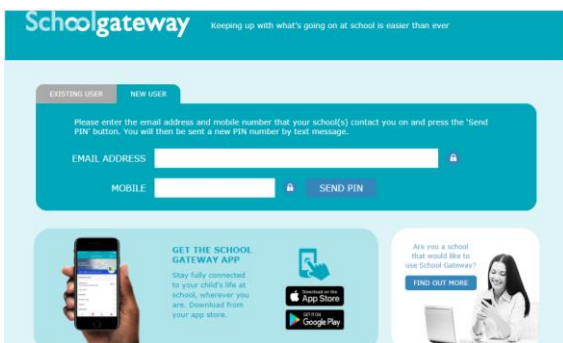 Schoolgateway
Keeping up with what's going on at school is easier than ever
EXISTING USER
NEW USER
Please enter the email address and mobile number that your school(s) contact you on and press the 'Send
PIN' button. You will then be sent a new PIN number by text message.
EMAIL ADDRESS
MOBILE
SEND PIN
GET THE SCHOOL
GATEWAY APP
Stay fully connected
to your child's life at
school, wherever you
are. Download from
your app store.
Download on the
App Store
GET IT ON
Google Play
Are you a school
that would like to
use School Gateway?
FIND OUT MORE